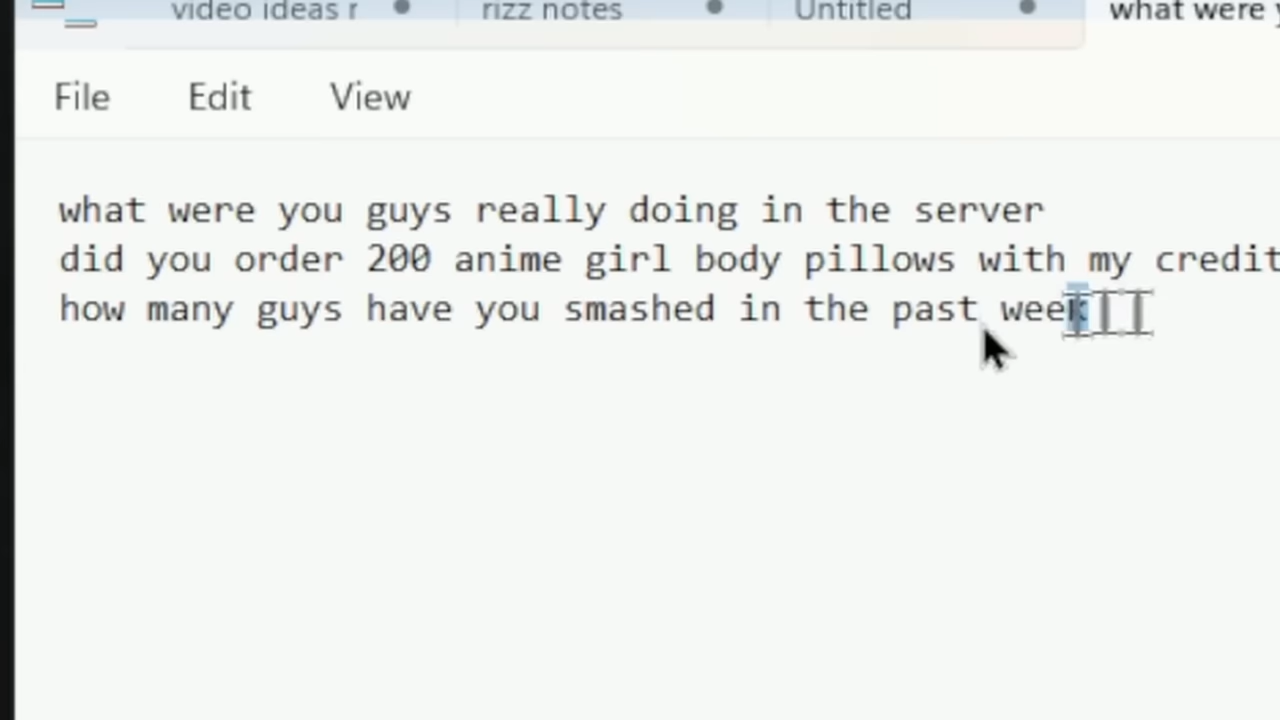 video ideas r rizz notes Untitled what were y
File Edit View
what were you guys really doing in the server
did you order 200 anime girl body pillows with my credit
how many guys have you smashed in the past week